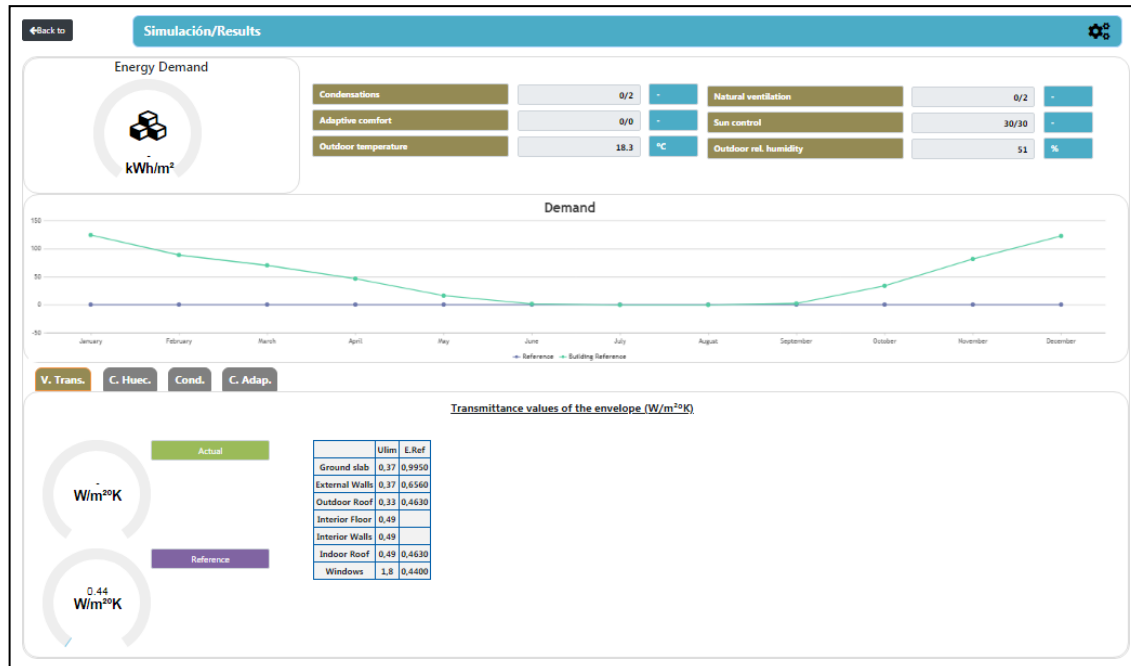 Back to
Simulación/Results
Energy Demand
-
kWh/m²
Condensations 0/2 -
Adaptive comfort 0/0 -
Outdoor temperature 18.3 ºC
Natural ventilation 0/2 -
Sun control 30/30 -
Outdoor rel. humidity 51 %
Demand
150
100
50
0
-50
January February March April May June July August September October November December
Reference Building Reference
V. Trans. C. Huec. Cond. C. Adap.
Transmittance values of the envelope (W/m²ºK)
-
W/m²ºK
Actual
0.44
W/m²ºK
Reference
Ulim E.Ref
Ground slab 0,37 0,9950
External Walls 0,37 0,6560
Outdoor Roof 0,33 0,4630
Interior Floor 0,49
Interior Walls 0,49
Indoor Roof 0,49 0,4630
Windows 1,8 0,4400